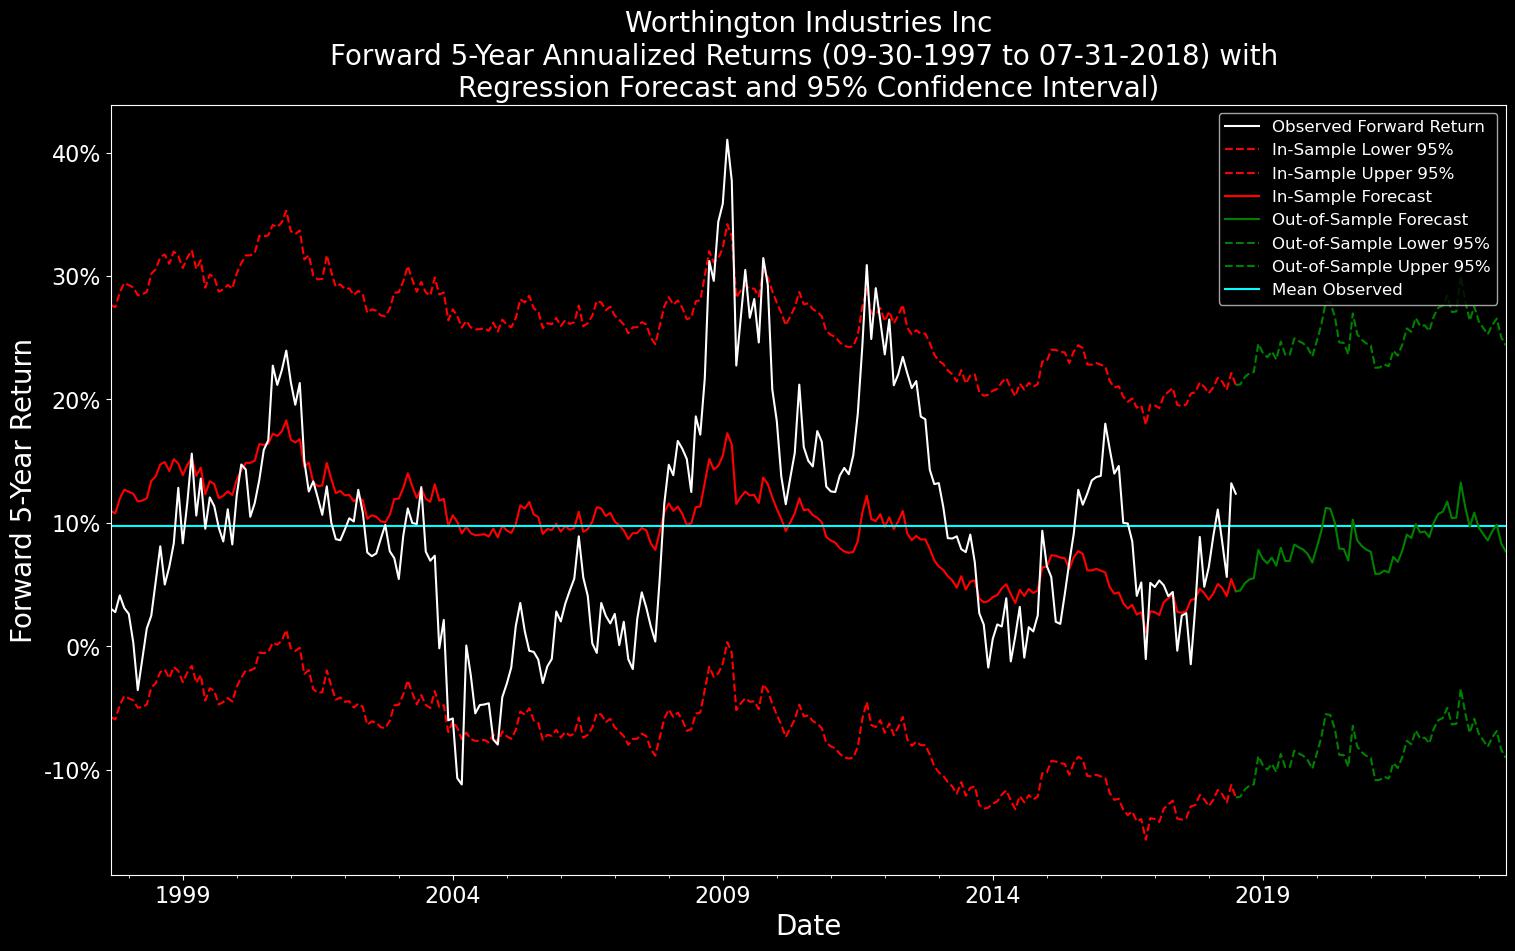 Worthington Industries Inc
Forward 5-Year Annualized Returns (09-30-1997 to 07-31-2018) with
Regression Forecast and 95% Confidence Interval)
Observed Forward Return
In-Sample Lower 95%
In-Sample Upper 95%
In-Sample Forecast
Out-of-Sample Forecast
Out-of-Sample Lower 95%
Out-of-Sample Upper 95%
Mean Observed
Forward 5-Year Return
40%
30%
20%
10%
0%
-10%
1999
2004
2009
2014
2019
Date